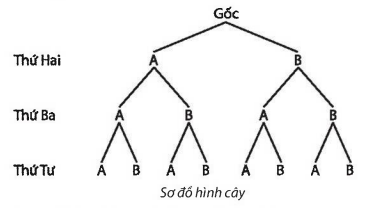 Gốc
Thứ Hai A B
Thứ Ba A B A B
Thứ Tư A B A B A B A B
Sơ đồ hình cây